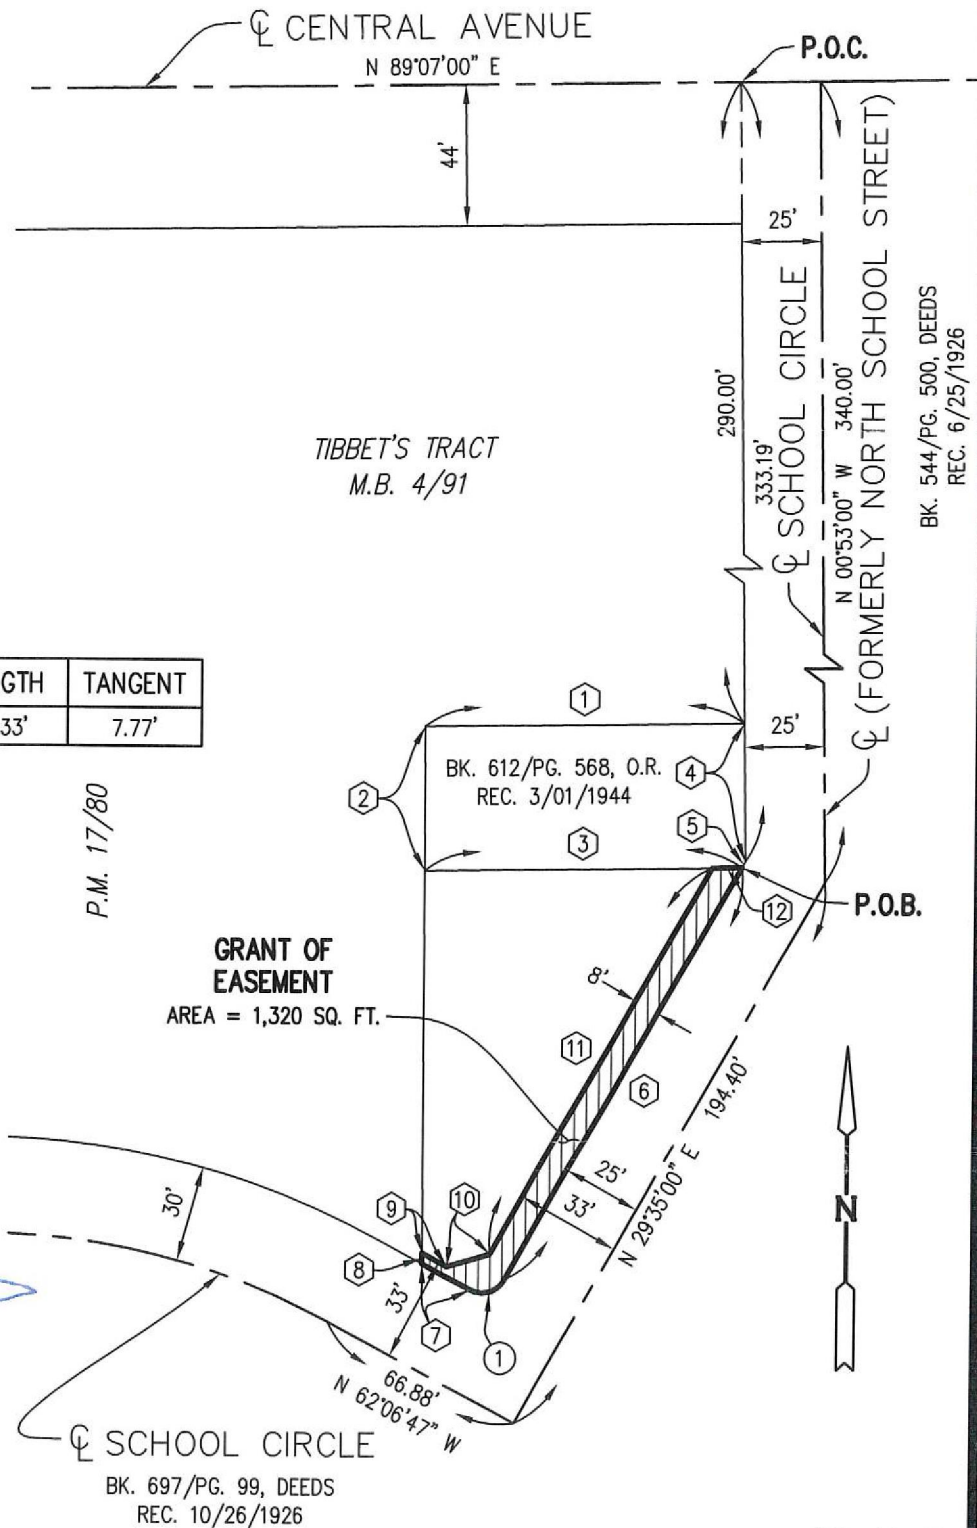 ℄ CENTRAL AVENUE
N 89°07'00" E
P.O.C.
44'
25'
290.00'
333.19'
℄ SCHOOL CIRCLE
N 00°53'00" W 340.00'
℄ (FORMERLY NORTH SCHOOL STREET)
BK. 544/PG. 500, DEEDS
REC. 6/25/1926
TIBBET'S TRACT
M.B. 4/91
GTH TANGENT
33' 7.77'
1
25'
BK. 612/PG. 568, O.R.
REC. 3/01/1944
2
4
5
3
P.M. 17/80
12
P.O.B.
GRANT OF
EASEMENT
AREA = 1,320 SQ. FT.
8'
11
6
194.40'
N 29°35'00" E
25'
33'
N
30'
9
10
8
33'
7
1
66.88'
N 62°06'47" W
℄ SCHOOL CIRCLE
BK. 697/PG. 99, DEEDS
REC. 10/26/1926